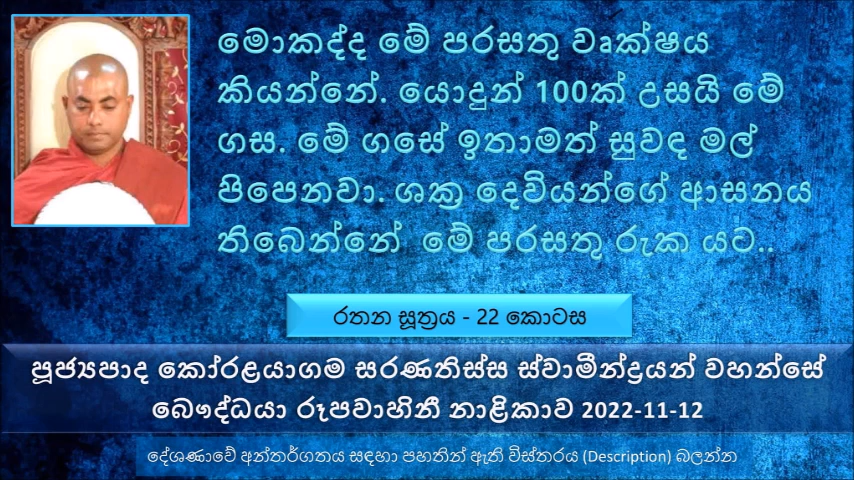 මොකද්ද මේ පරසතු වෘක්ෂය
කියන්නේ. යොදුන් 100ක් උසයි මේ
ගස. මේ ගසේ ඉතාමත් සුවඳ මල්
පිපෙනවා. ශක්‍ර දෙවියන්ගේ ආසනය
තිබෙන්නේ මේ පරසතු රුක යට..
රතන සූත්‍රය - 22 කොටස
පූජ්‍යපාද කෝරළයාගම සරණතිස්ස ස්වාමීන්ද්‍රයන් වහන්සේ
බෞද්ධයා රූපවාහිනී නාළිකාව 2022-11-12
දේශණාවේ අන්තර්ගතය සඳහා පහතින් ඇති විස්තරය (Description) බලන්න